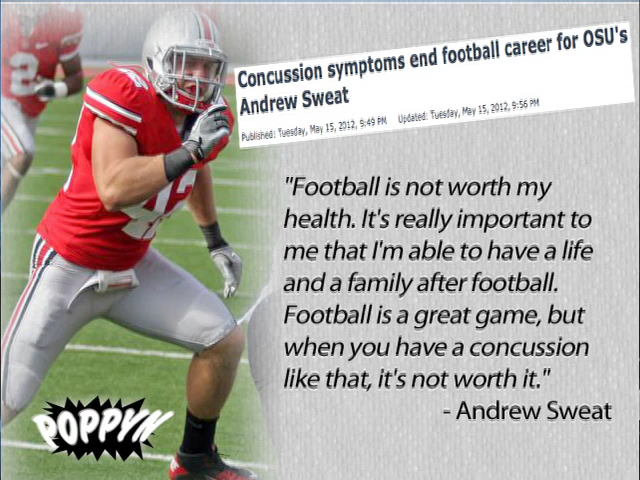 Concussion symptoms end football career for OSU's
Andrew Sweat
Published: Tuesday, May 15, 2012, 9:49 PM    Updated: Tuesday, May 15, 2012, 9:56 PM
"Football is not worth my
health. It's really important to
me that I'm able to have a life
and a family after football.
Football is a great game, but
when you have a concussion
like that, it's not worth it."
- Andrew Sweat
POPPYN
2
42